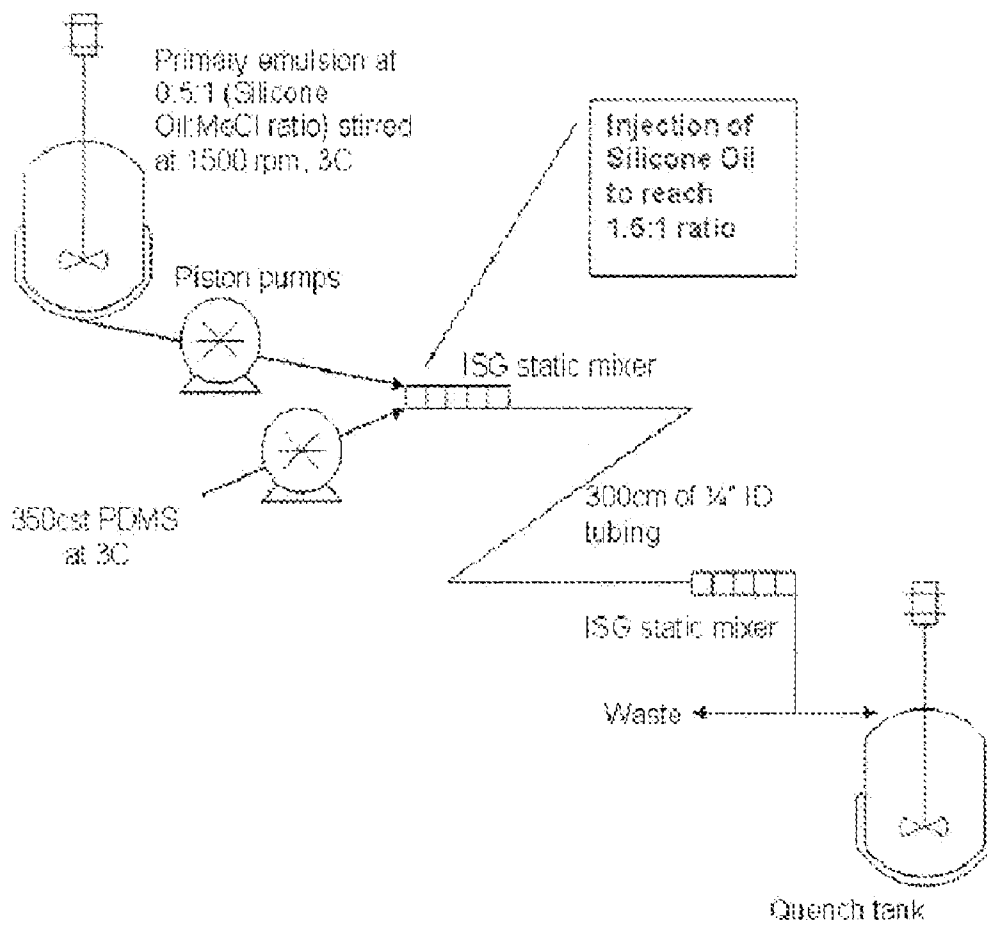 Primary emulsion at
0.5:1 (Silicone
Oil:MeCl ratio) stirred
at 1500 rpm, 3C
Injection of
Silicone Oil
to reach
1.5:1 ratio
Piston pumps
ISG static mixer
350cst PDMS
at 3C
300cm of ¼" ID
tubing
ISG static mixer
Waste
Quench tank